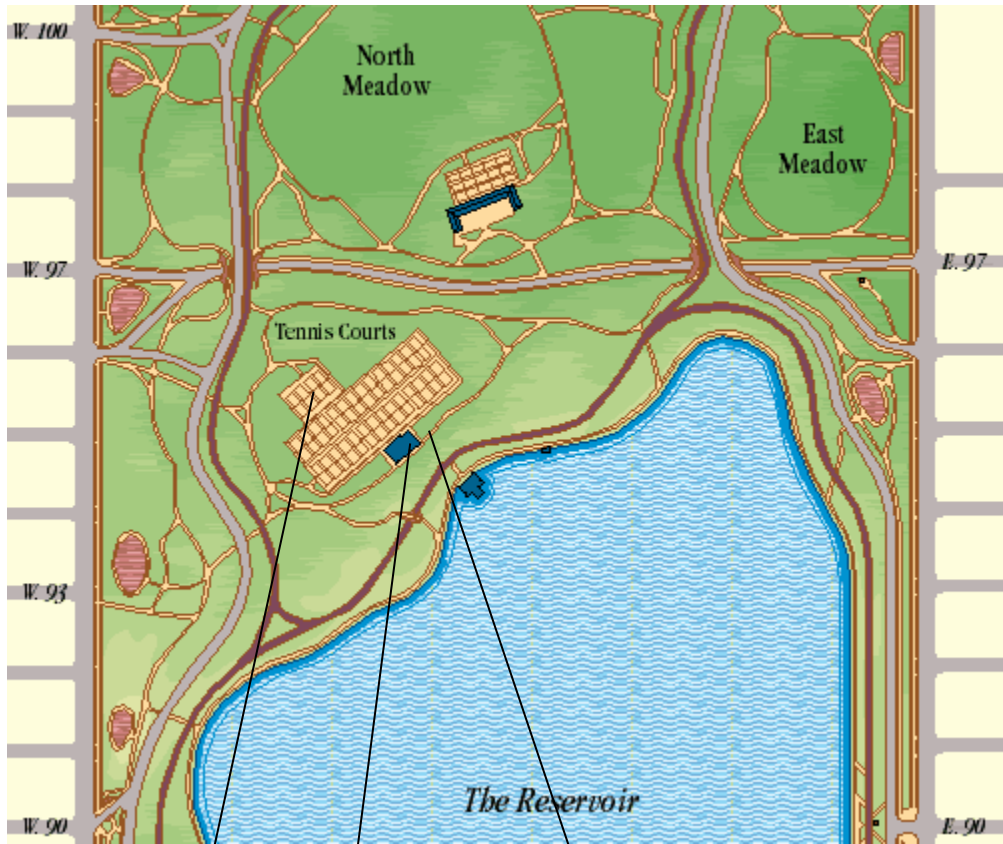 W. 100
North
Meadow
East
Meadow
W. 97
E. 97
Tennis Courts
W. 93
The Reservoir
W. 90
E. 90